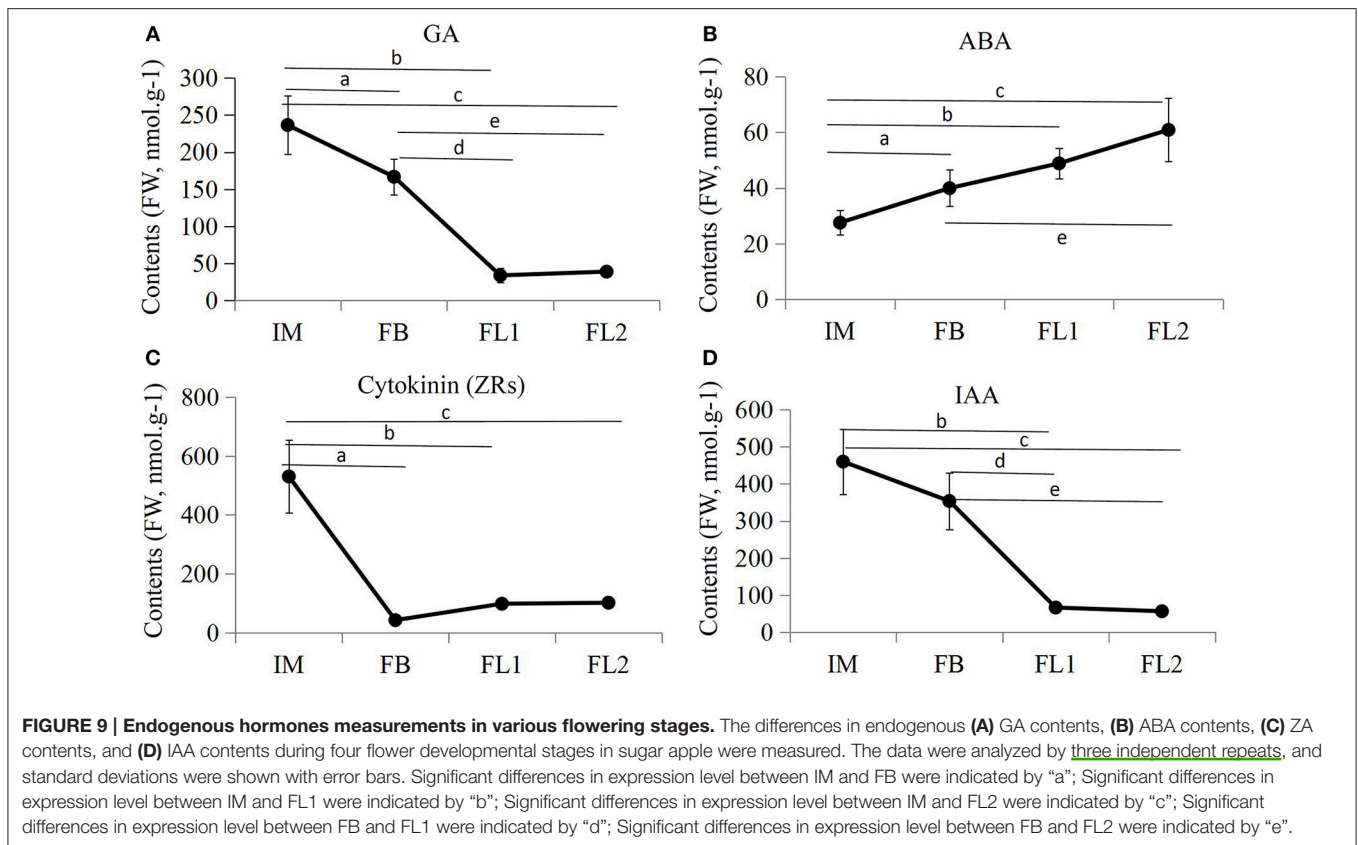 A
GA
b
a
c
e
d
Contents (FW, nmol.g-1)
300
250
200
150
100
50
0
IM FB FL1 FL2
B
ABA
c
b
a
e
Contents (FW, nmol.g-1)
80
60
40
20
0
IM FB FL1 FL2
C
Cytokinin (ZRs)
c
b
a
Contents (FW, nmol.g-1)
800
600
400
200
0
IM FB FL1 FL2
D
IAA
b
c
d
e
Contents (FW, nmol.g-1)
600
500
400
300
200
100
0
IM FB FL1 FL2
FIGURE 9 | Endogenous hormones measurements in various flowering stages. The differences in endogenous (A) GA contents, (B) ABA contents, (C) ZA
contents, and (D) IAA contents during four flower developmental stages in sugar apple were measured. The data were analyzed by three independent repeats, and
standard deviations were shown with error bars. Significant differences in expression level between IM and FB were indicated by “a”; Significant differences in
expression level between IM and FL1 were indicated by “b”; Significant differences in expression level between IM and FL2 were indicated by “c”; Significant
differences in expression level between FB and FL1 were indicated by “d”; Significant differences in expression level between FB and FL2 were indicated by “e”.